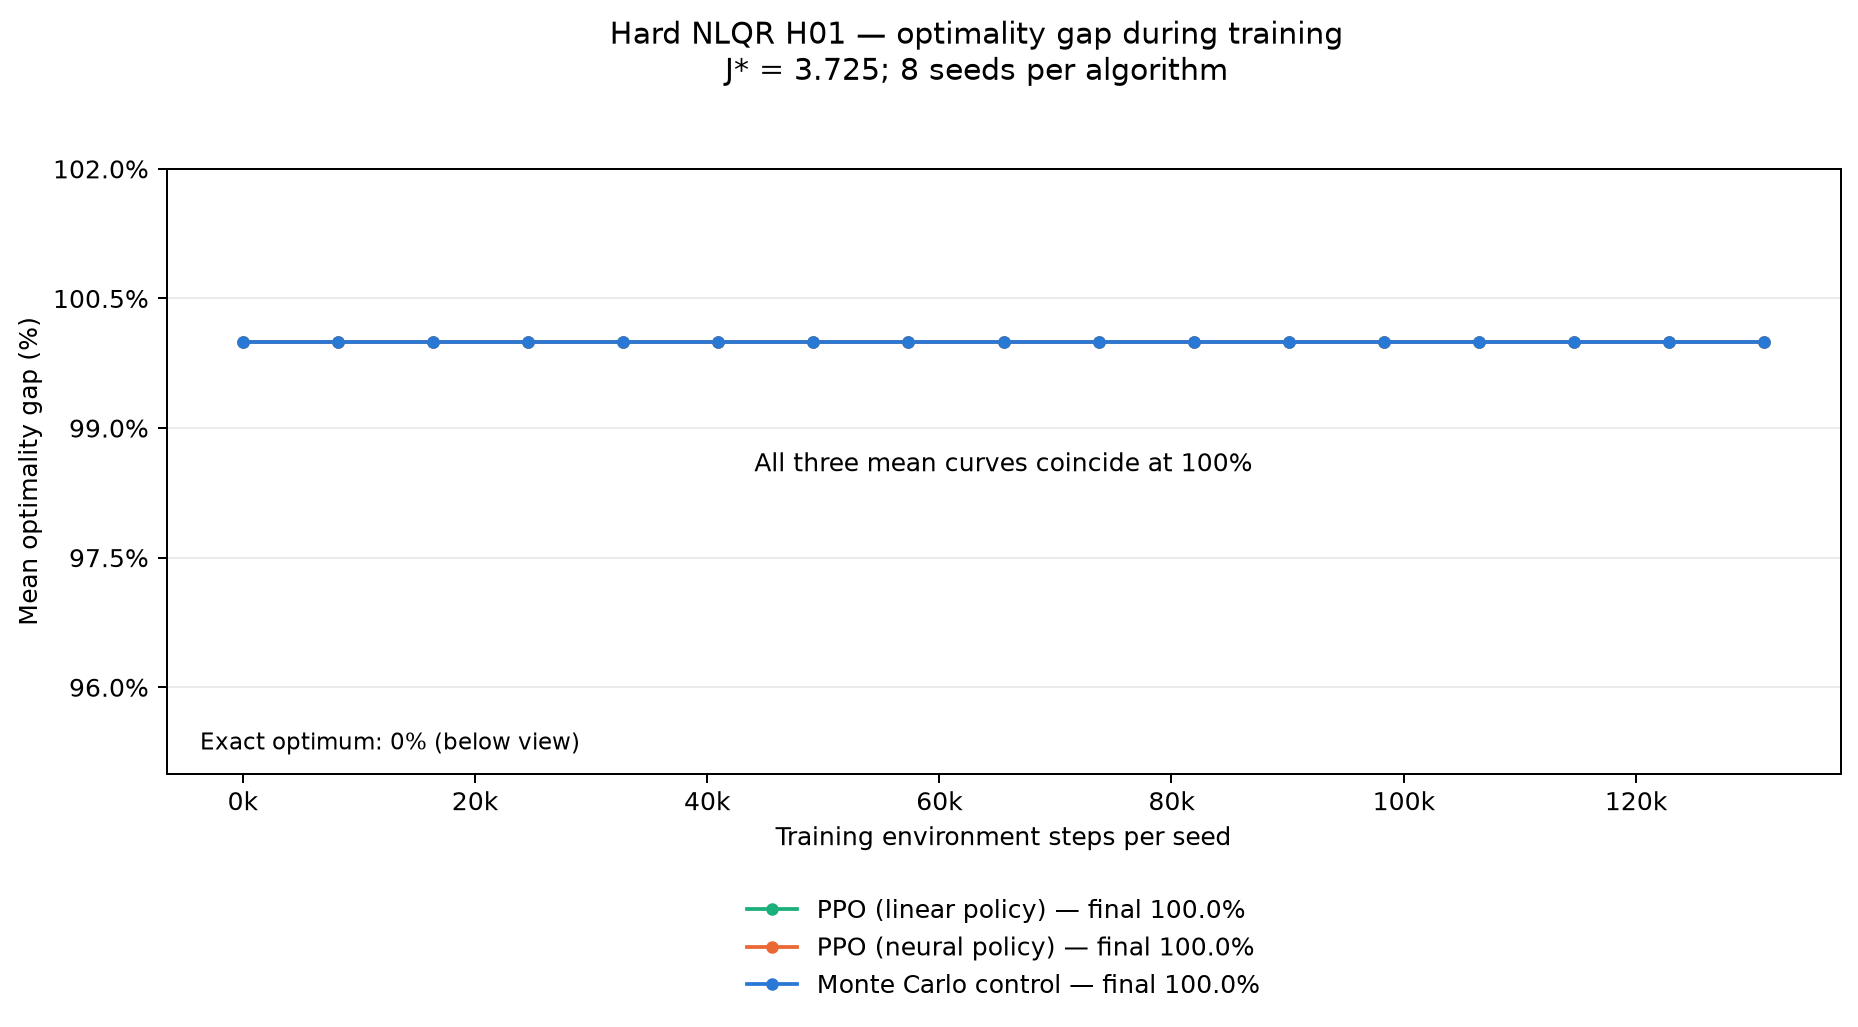 Hard NLQR H01 — optimality gap during training
J* = 3.725; 8 seeds per algorithm
102.0%
100.5%
99.0%
97.5%
96.0%
Mean optimality gap (%)
All three mean curves coincide at 100%
Exact optimum: 0% (below view)
0k
20k
40k
60k
80k
100k
120k
Training environment steps per seed
PPO (linear policy) — final 100.0%
PPO (neural policy) — final 100.0%
Monte Carlo control — final 100.0%